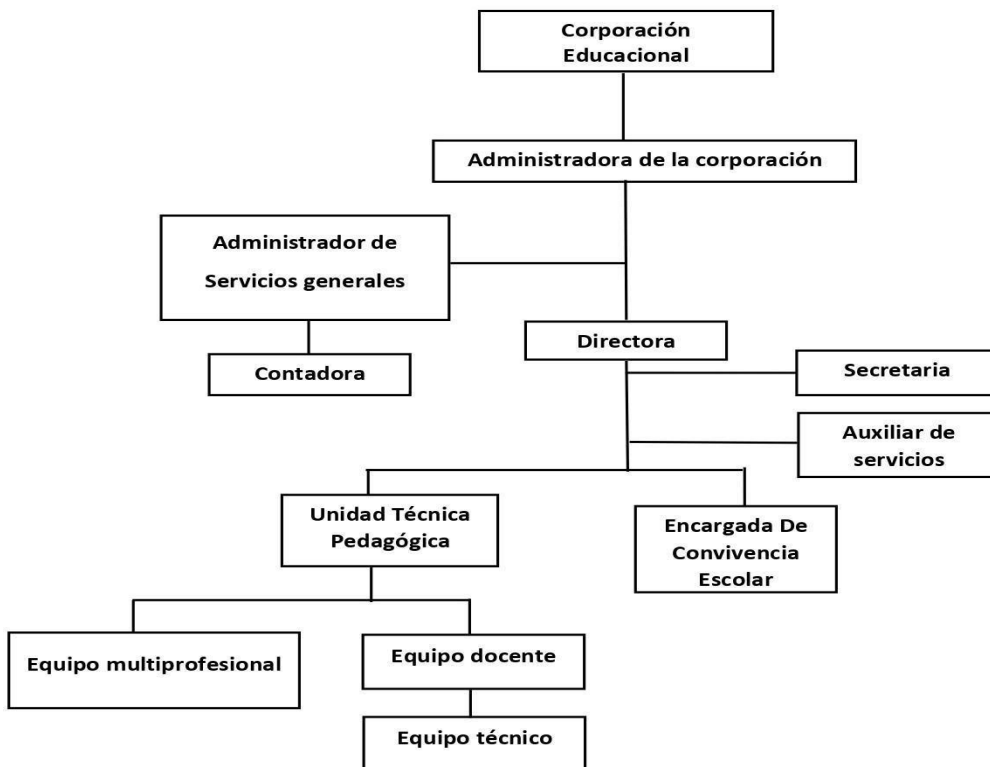 Corporación
Educacional
Administradora de la corporación
Administrador de
Servicios generales
Directora
Contadora
Secretaria
Auxiliar de
servicios
Unidad Técnica
Pedagógica
Encargada De
Convivencia
Escolar
Equipo multiprofesional
Equipo docente
Equipo técnico